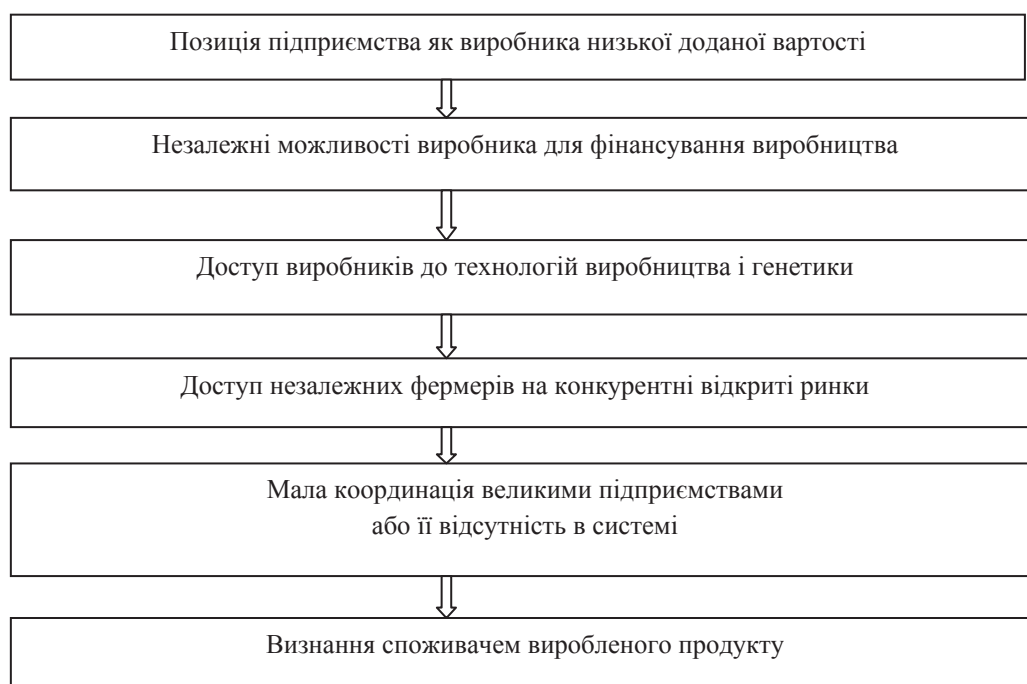 Позиція підприємства як виробника низької доданої вартості
Незалежні можливості виробника для фінансування виробництва
Доступ виробників до технологій виробництва і генетики
Доступ незалежних фермерів на конкурентні відкриті ринки
Мала координація великими підприємствами
або її відсутність в системі
Визнання споживачем виробленого продукту